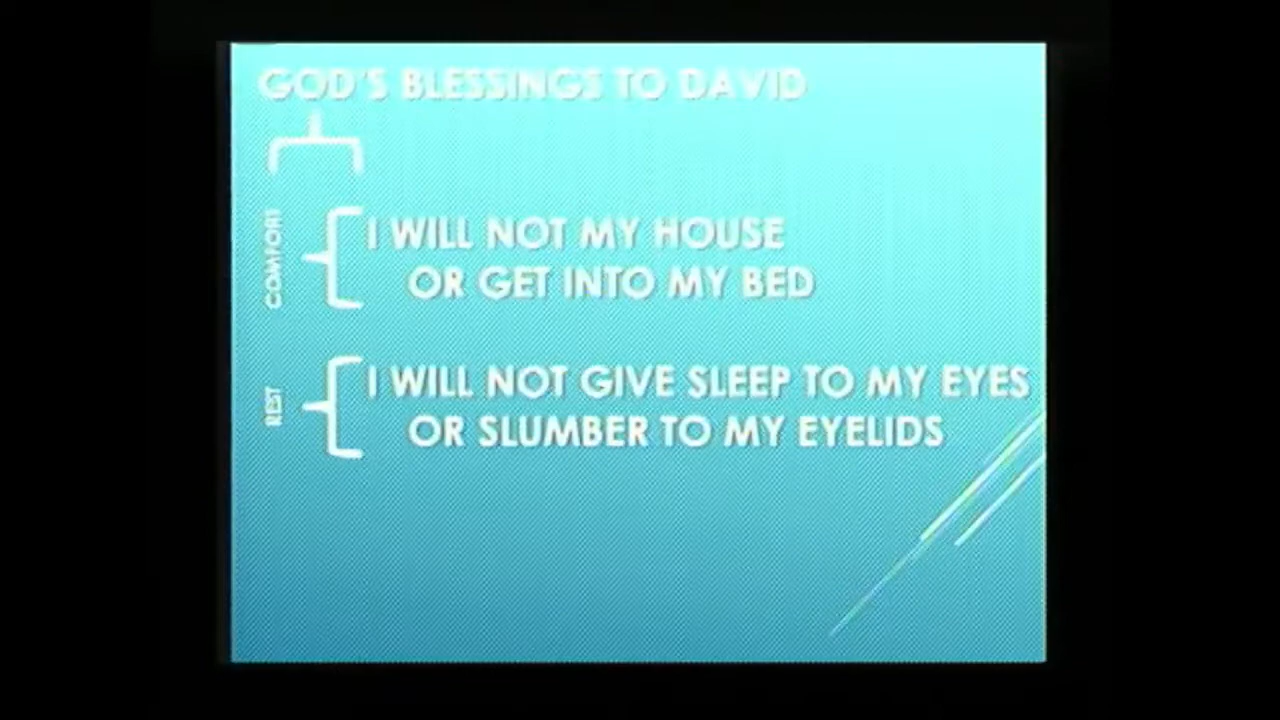 GOD'S BLESSINGS TO DAVID
COMFORT
I WILL NOT MY HOUSE
OR GET INTO MY BED
REST
I WILL NOT GIVE SLEEP TO MY EYES
OR SLUMBER TO MY EYELIDS